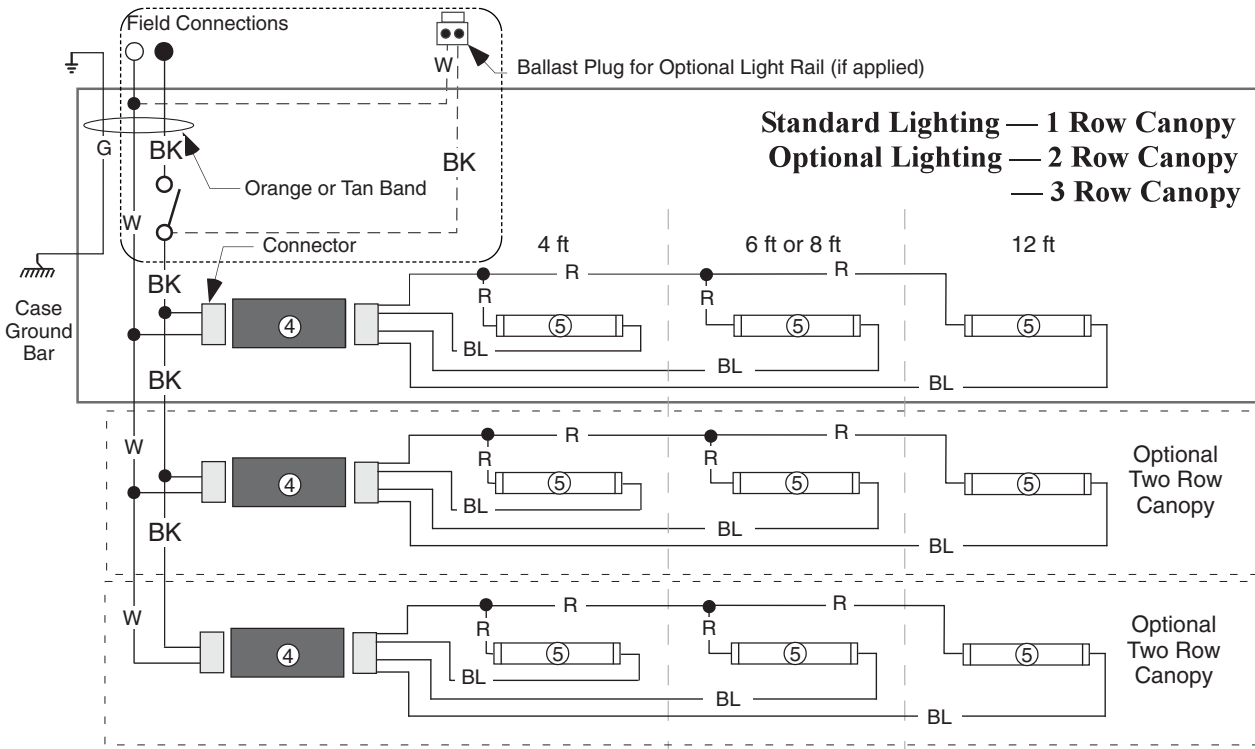 Field Connections
W
Ballast Plug for Optional Light Rail (if applied)
Standard Lighting — 1 Row Canopy
Optional Lighting — 2 Row Canopy
— 3 Row Canopy
G
BK
BK
Orange or Tan Band
W
Connector
4 ft
6 ft or 8 ft
12 ft
Case
Ground
Bar
BK
R
R
R
R
4
5
5
5
BL
BL
BL
BK
W
R
R
R
R
4
5
5
5
BL
BL
BL
Optional
Two Row
Canopy
BK
W
R
R
R
R
4
5
5
5
BL
BL
BL
Optional
Two Row
Canopy